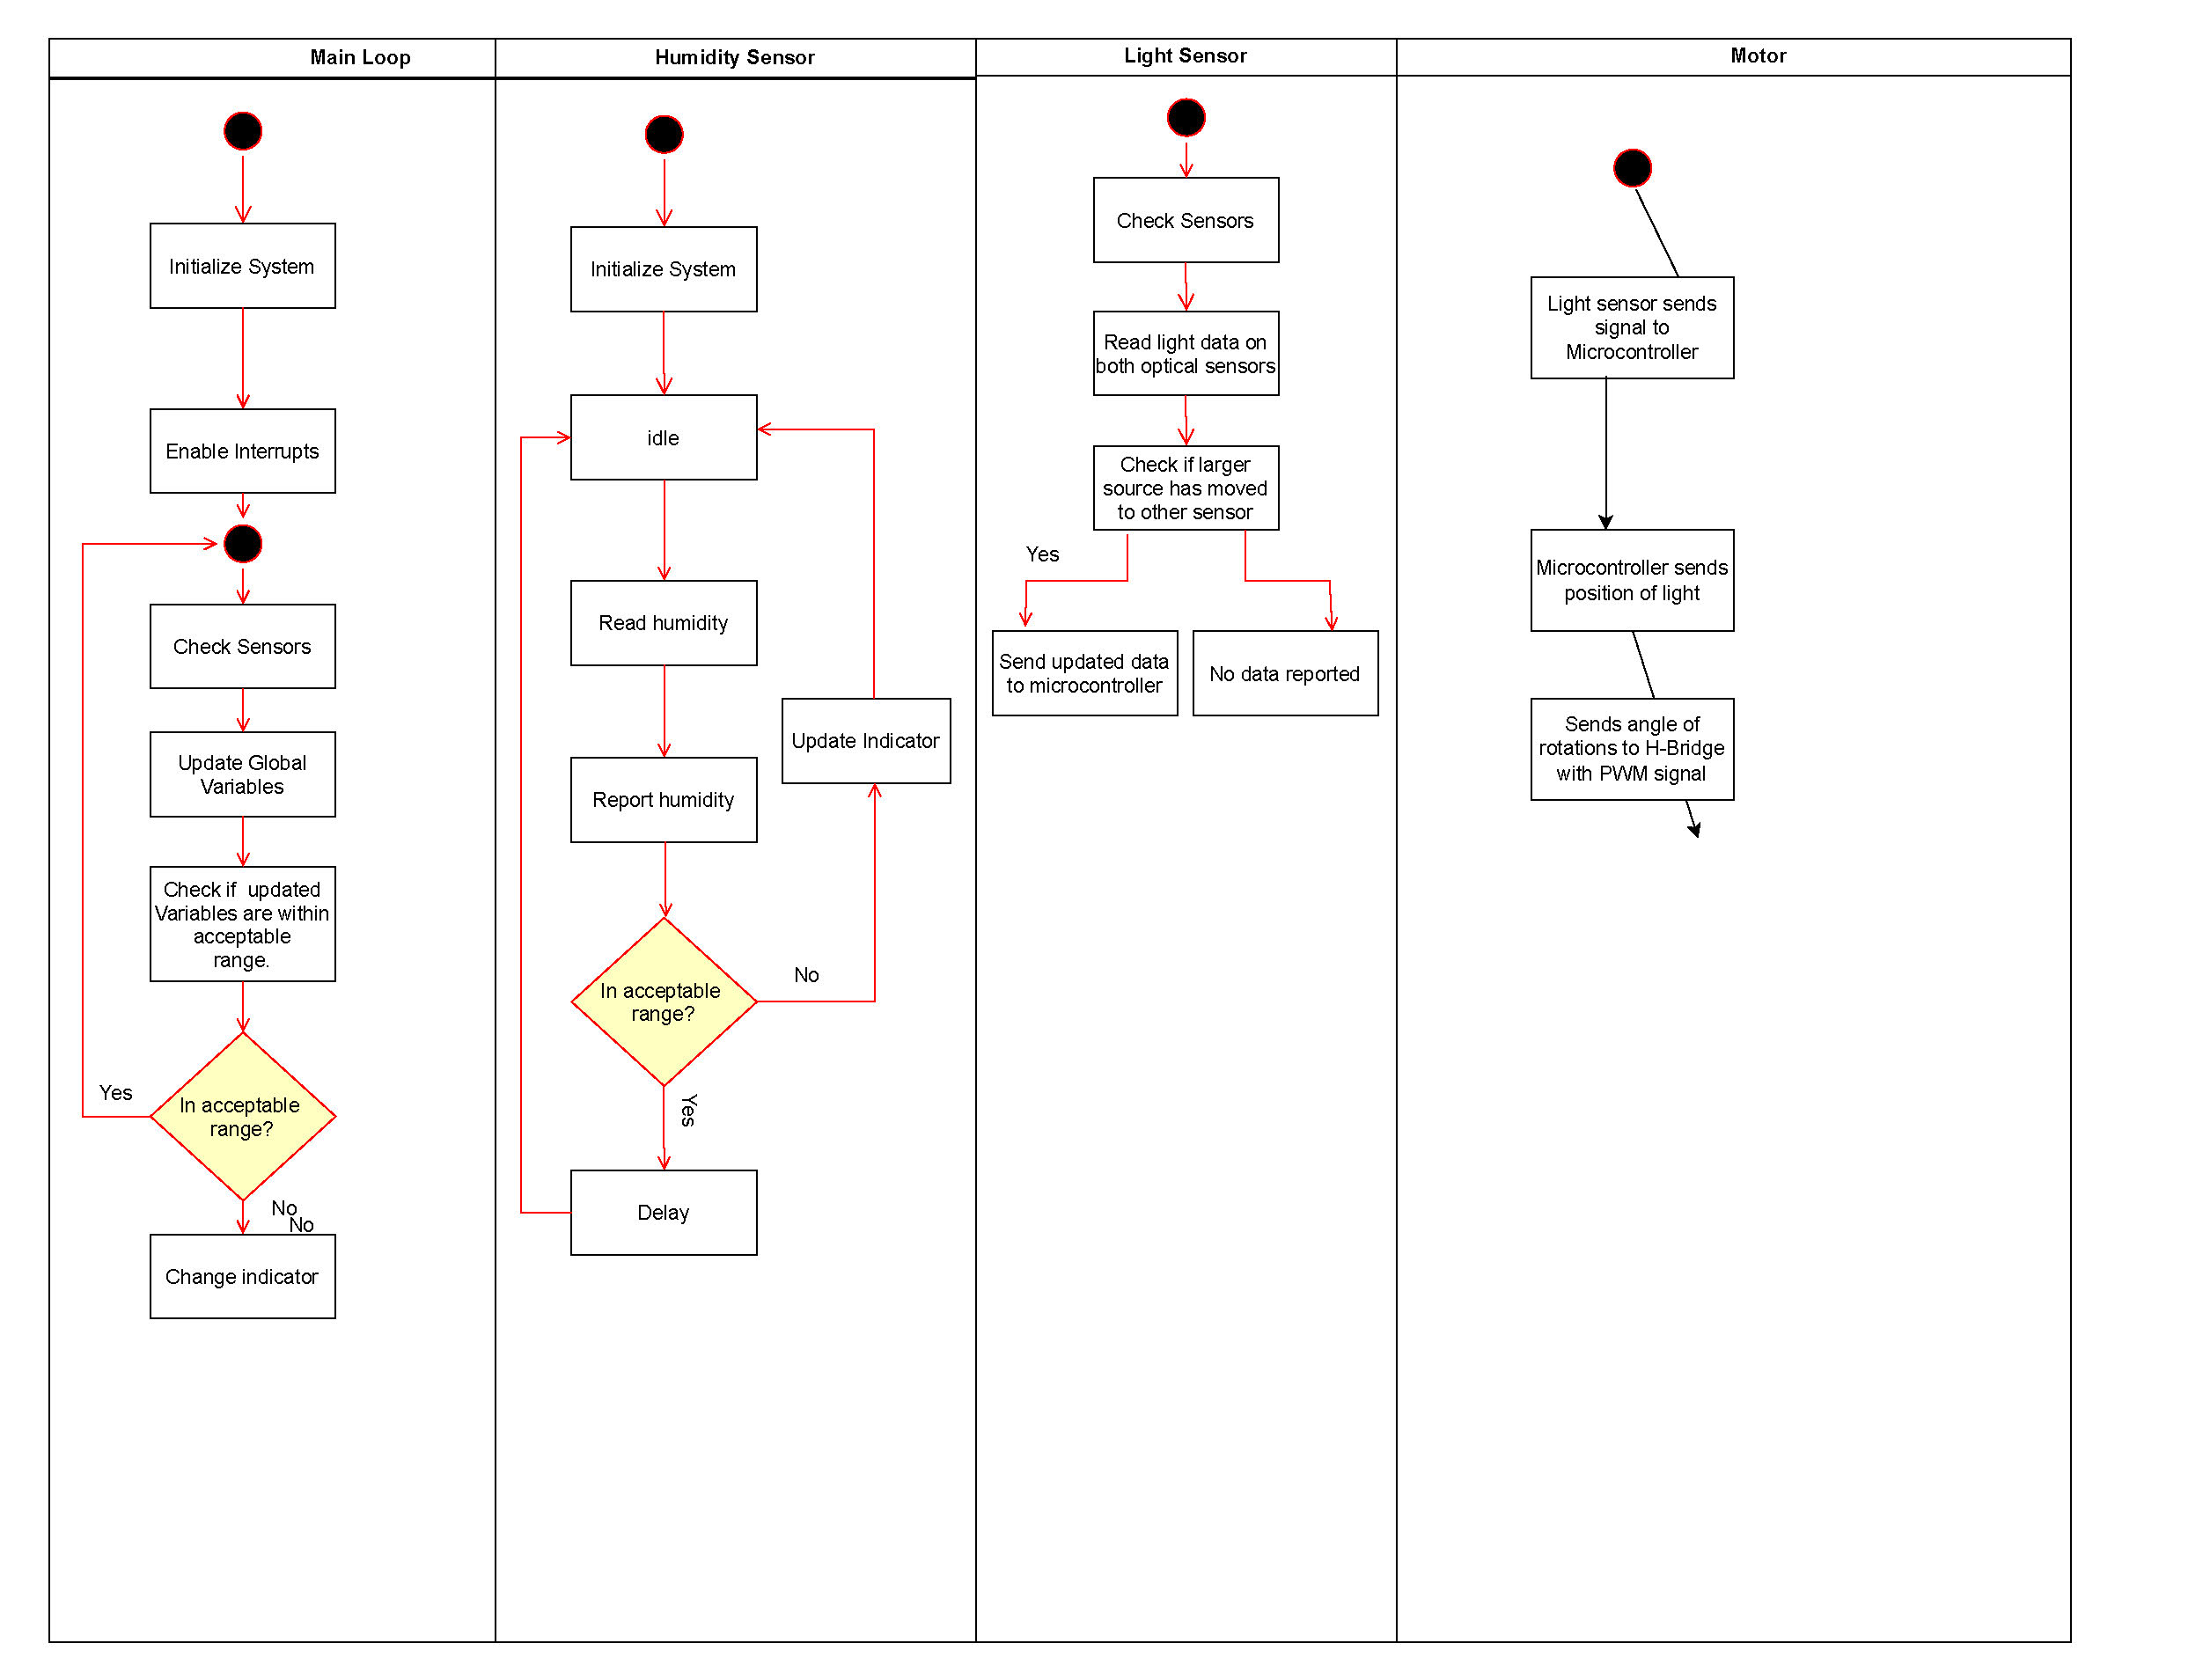 Main Loop
Humidity Sensor
Light Sensor
Motor
Initialize System
Enable Interrupts
Check Sensors
Update Global
Variables
Check if  updated
Variables are within
acceptable
range.
In acceptable
range?
Yes
No
No
Change indicator
Initialize System
idle
Read humidity
Report humidity
Update Indicator
In acceptable
range?
No
Yes
Delay
Check Sensors
Read light data on
both optical sensors
Check if larger
source has moved
to other sensor
Yes
Send updated data
to microcontroller
No data reported
Light sensor sends
signal to
Microcontroller
Microcontroller sends
position of light
Sends angle of
rotations to H-Bridge
with PWM signal